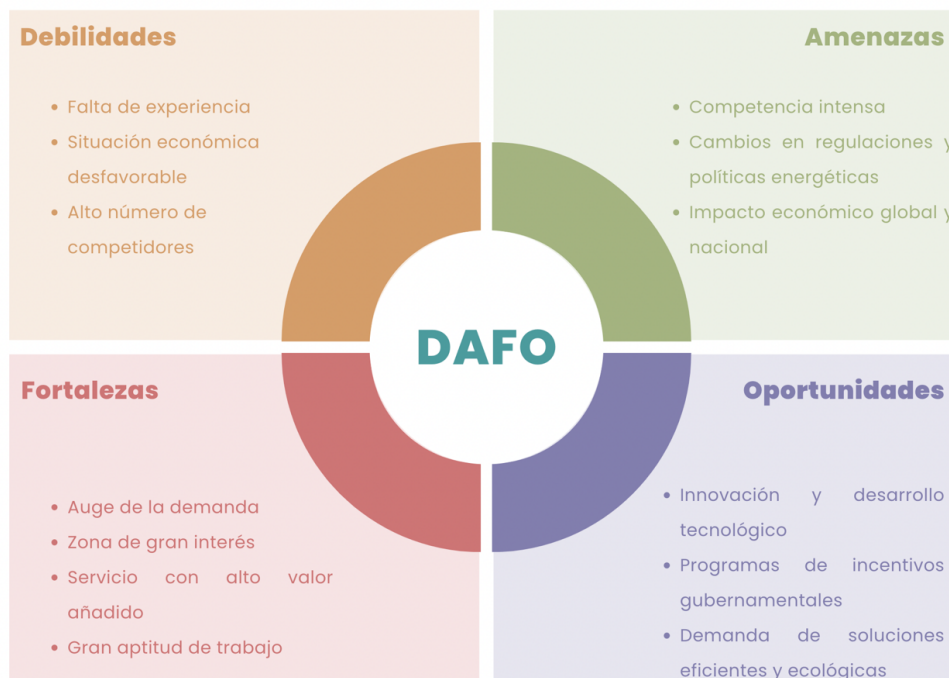 Debilidades
• Falta de experiencia
• Situación económica
desfavorable
• Alto número de
competidores
Amenazas
• Competencia intensa
• Cambios en regulaciones y
políticas energéticas
• Impacto económico global y
nacional
DAFO
Fortalezas
• Auge de la demanda
• Zona de gran interés
• Servicio con alto valor
añadido
• Gran aptitud de trabajo
Oportunidades
• Innovación y desarrollo
tecnológico
• Programas de incentivos
gubernamentales
• Demanda de soluciones
eficientes y ecológicas